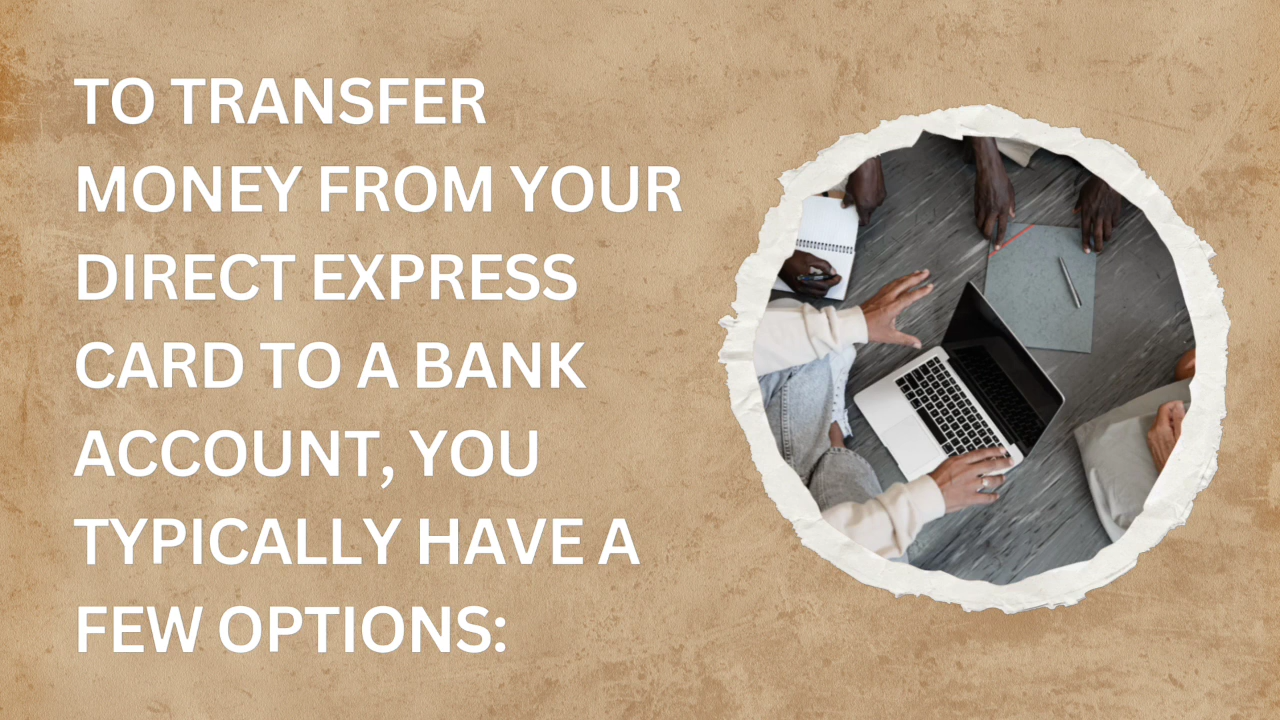 TO TRANSFER
MONEY FROM YOUR
DIRECT EXPRESS
CARD TO A BANK
ACCOUNT, YOU
TYPICALLY HAVE A
FEW OPTIONS: